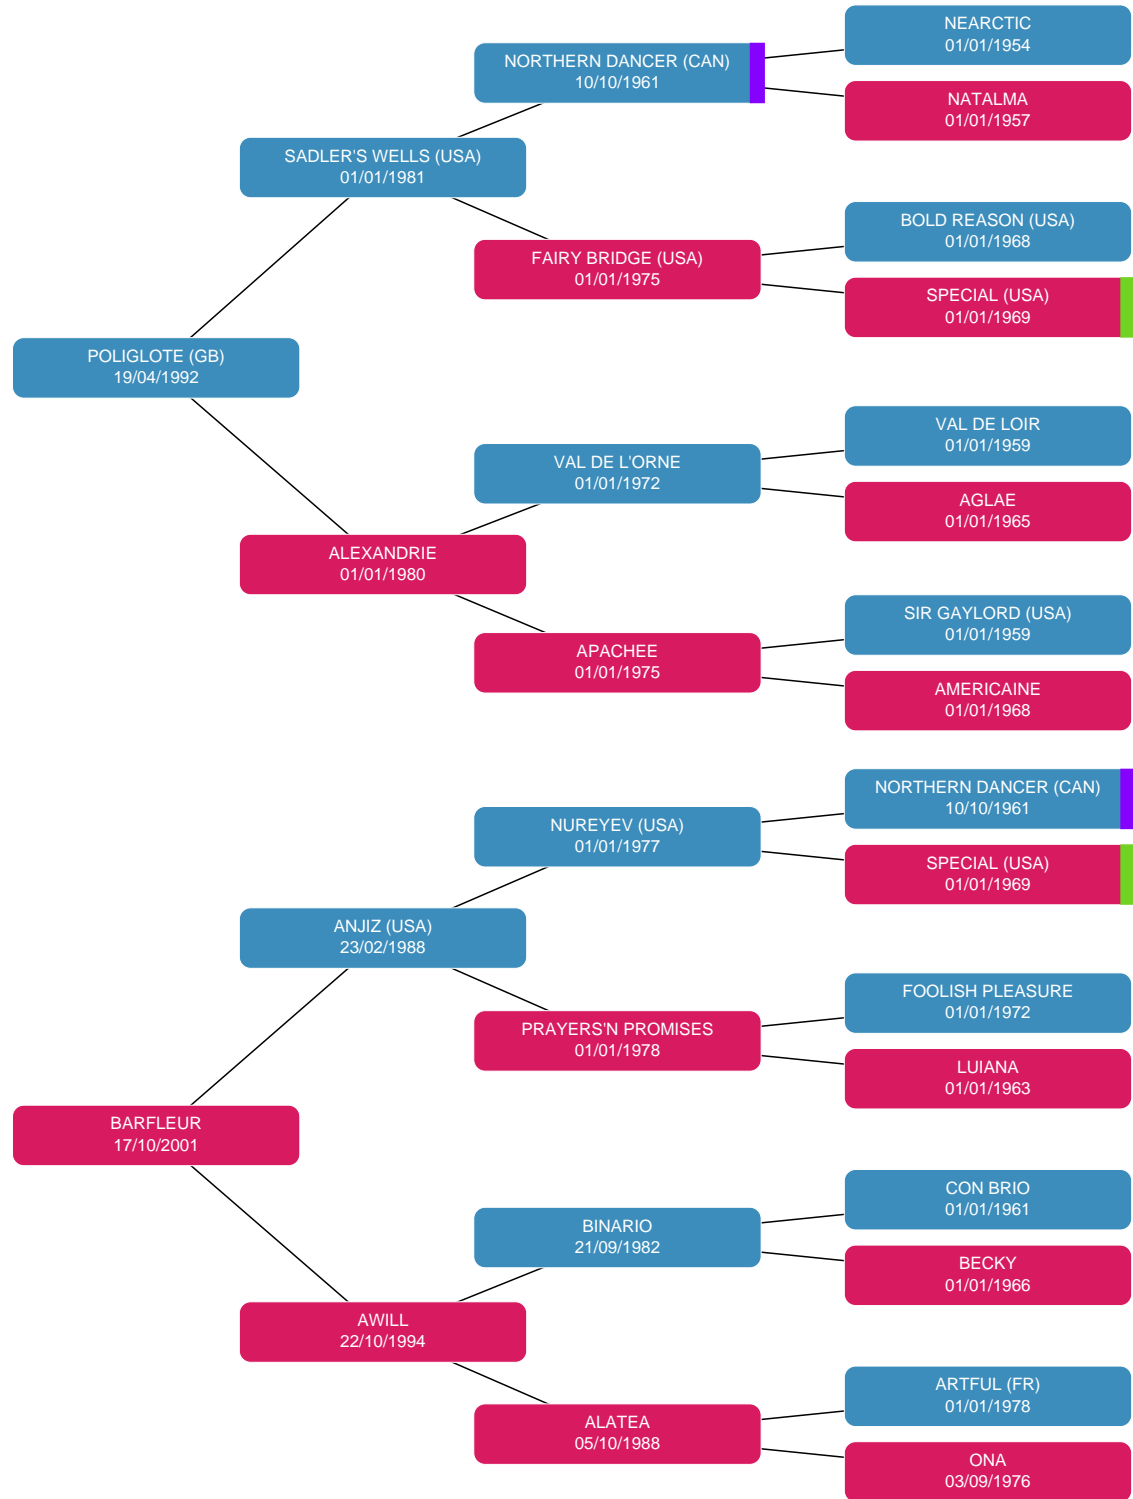 NEARCTIC
01/01/1954
NORTHERN DANCER (CAN)
10/10/1961
NATALMA
01/01/1957
SADLER'S WELLS (USA)
01/01/1981
BOLD REASON (USA)
01/01/1968
FAIRY BRIDGE (USA)
01/01/1975
SPECIAL (USA)
01/01/1969
POLIGLOTE (GB)
19/04/1992
VAL DE LOIR
01/01/1959
VAL DE L'ORNE
01/01/1972
AGLAE
01/01/1965
ALEXANDRIE
01/01/1980
SIR GAYLORD (USA)
01/01/1959
APACHEE
01/01/1975
AMERICAINE
01/01/1968
NORTHERN DANCER (CAN)
10/10/1961
NUREYEV (USA)
01/01/1977
SPECIAL (USA)
01/01/1969
ANJIZ (USA)
23/02/1988
FOOLISH PLEASURE
01/01/1972
PRAYERS'N PROMISES
01/01/1978
LUIANA
01/01/1963
BARFLEUR
17/10/2001
CON BRIO
01/01/1961
BINARIO
21/09/1982
BECKY
01/01/1966
AWILL
22/10/1994
ARTFUL (FR)
01/01/1978
ALATEA
05/10/1988
ONA
03/09/1976